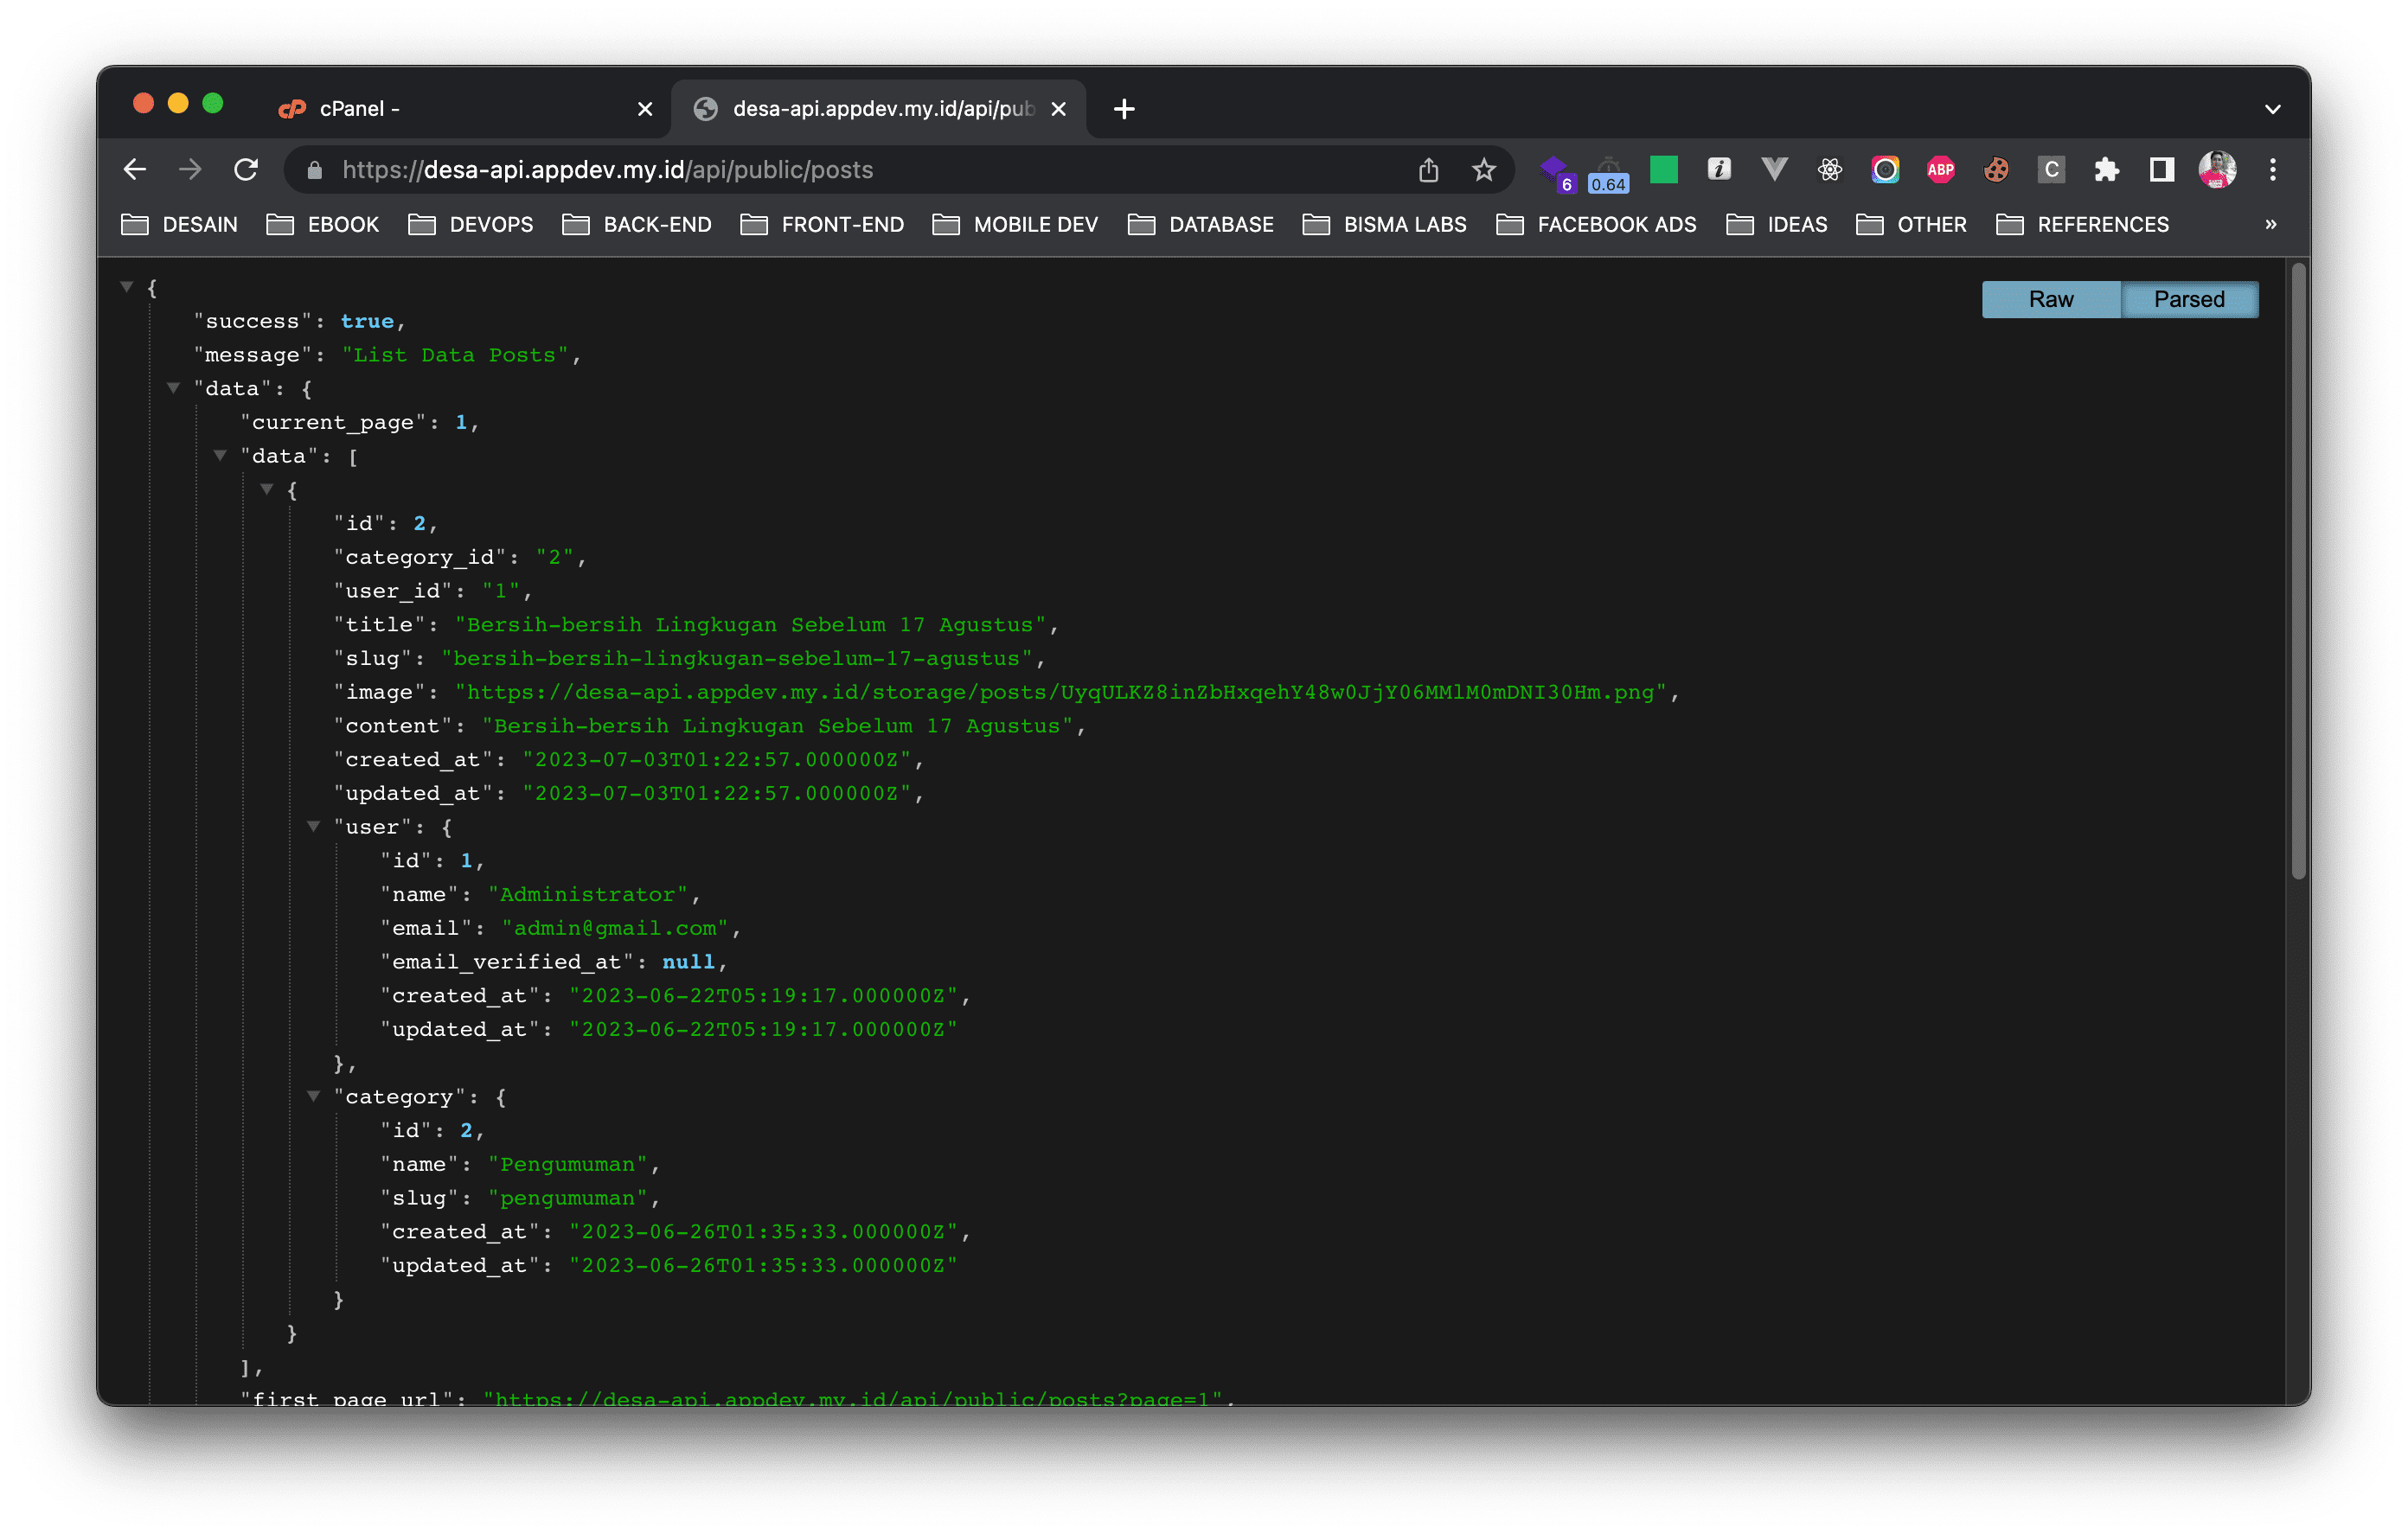 cPanel -
desa-api.appdev.my.id/api/pub
https://desa-api.appdev.my.id/api/public/posts
6
0.64
ABP
C
DESAIN
EBOOK
DEVOPS
BACK-END
FRONT-END
MOBILE DEV
DATABASE
BISMA LABS
FACEBOOK ADS
IDEAS
OTHER
REFERENCES
»
Raw
Parsed
{
"success": true,
"message": "List Data Posts",
"data": {
"current_page": 1,
"data": [
{
"id": 2,
"category_id": "2",
"user_id": "1",
"title": "Bersih-bersih Lingkugan Sebelum 17 Agustus",
"slug": "bersih-bersih-lingkugan-sebelum-17-agustus",
"image": "https://desa-api.appdev.my.id/storage/posts/UyqULKZ8inZbHxqehY48w0JjY06MMlM0mDNI30Hm.png",
"content": "Bersih-bersih Lingkugan Sebelum 17 Agustus",
"created_at": "2023-07-03T01:22:57.000000Z",
"updated_at": "2023-07-03T01:22:57.000000Z",
"user": {
"id": 1,
"name": "Administrator",
"email": "admin@gmail.com",
"email_verified_at": null,
"created_at": "2023-06-22T05:19:17.000000Z",
"updated_at": "2023-06-22T05:19:17.000000Z"
},
"category": {
"id": 2,
"name": "Pengumuman",
"slug": "pengumuman",
"created_at": "2023-06-26T01:35:33.000000Z",
"updated_at": "2023-06-26T01:35:33.000000Z"
}
}
],
"first_page_url": "https://desa-api.appdev.my.id/api/public/posts?page=1",